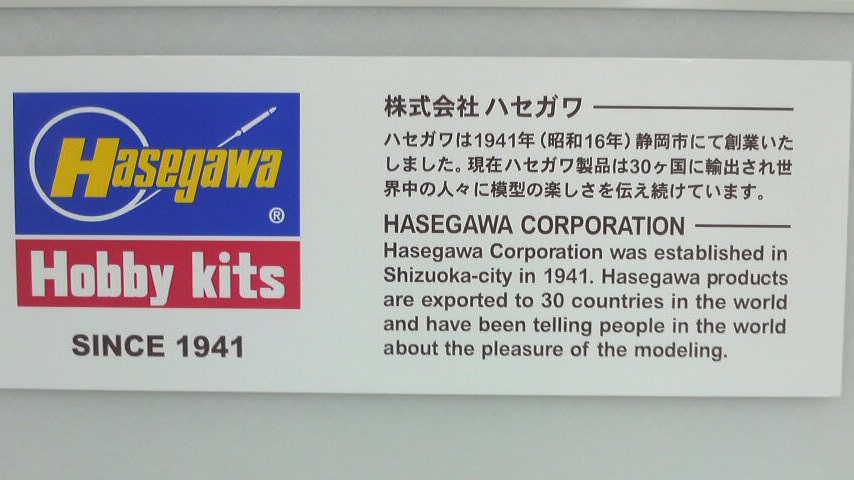 Hasegawa
®
Hobby kits
SINCE 1941
株式会社 ハセガワ
ハセガワは1941年(昭和16年)静岡市にて創業いた
しました。現在ハセガワ製品は30ヶ国に輸出され世
界中の人々に模型の楽しさを伝え続けています。
HASEGAWA CORPORATION
Hasegawa Corporation was established in
Shizuoka-city in 1941. Hasegawa products
are exported to 30 countries in the world
and have been telling people in the world
about the pleasure of the modeling.